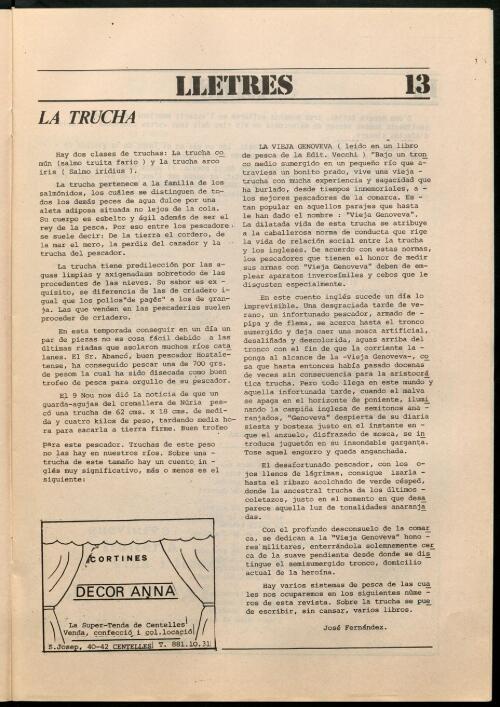 LLETRES
13
LA TRUCHA
Hay dos clases de truchas: La trucha co
mún (salmo truita fario ) y la trucha arco
iris ( Salmo iridius ).
La trucha pertenece a la familia de los
salmónidos, los cuáles se distinguen de to-
dos los demás peces de agua dulce por una
aleta adiposa situada no lejos de la cola.
Su cuerpo es esbelto y ágil además de ser el
rey de la pesca. Por eso entre los pescadore
se suele decir: De la tierra el cordero, de
la mar el mero, la perdiz del cazador y la
trucha del pescador.
La trucha tiene predilección por las a-
guas limpias y oxigenadas sobretodo de las
procedentes de las nieves. Su sabor es ex-
quisito, se diferencia de las de criadero i-
gual que los pollos"de pagés" a los de gran-
ja. Las que venden en las pescaderías suelen
proceder de criadero.
En esta temporada conseguir en un día un
par de piezas no es cosa fácil debido a las
últimas riadas que asolaron muchos ríos cata
lanes. El Sr. Abancó, buen pescador Hostale-
tense, ha conseguido pescar una de 700 grs.
de pesom la cual ha sido disecada como buen
trofeo de pesca para orgullo de su pescador.
El 9 Nou nos dió la noticia de que un
guarda-agujas del cremallera de Núria pes-
có una trucha de 62 cms. x 18 cms. de medi-
da y cuatro kilos de peso, tardando media ho-
ra para sacarla a tierra firme. Buen trofeo
para este pescador. Truchas de este peso
no las hay en nuestros ríos. Sobre una -
trucha de este tamaño hay un cuento in -
glés muy significativo, más o menos es el
siguiente:
CORTINES
DECOR ANNA
La Super-Tenda de Centelles
Venda, confecció i col.locació
S.Josep, 40-42 CENTELLES T. 881.10.31
LA VIEJA GENOVEVA ( leído en un libro
de pesca de la Edit. Vecchi ) "Bajo un tron
co medio sumergido en un pequeño río que a-
traviesa un bonito prado, vive una vieja -
trucha con mucha experiencia y sagacidad que
ha burlado, desde tiempos inmemoriales, a -
los mejores pescadores de la comarca. Es -
tan popular en aquellos parajes que hasta
le han dado el nombre : "Vieja Genoveva".
La dilatada vida de esta trucha se atribuye
a la caballerosa norma de conducta que rige
la vida de relación social entre la trucha
y los ingleses. De acuerdo con estas normas,
los pescadores que tienen el honor de medir
sus armas con "Vieja Genoveva" deben de em-
plear aparatos inverosímiles y cebos que le
disgusten especialmente.
En este cuento inglés sucede un día lo
imprevisible. Una desgraciada tarde de ve-
rano, un infortunado pescador, armado de -
pipa y de flema, se acerca hasta el tronco
sumergido y deja caer una mosca artificial,
desaliñada y descolorida, aguas arriba del
tronco con el fin de que la corriente la -
ponga al alcance de la -Vieja Genoveva-, co
sa que hasta entonces había pasado docenas
de veces sin consecuencia para la aristocrá
tica trucha. Pero todo llega en este mundo y
aquella infortunada tarde, cuando el malva
se apaga en el horizonte de poniente, ilumi
nando la campiña inglesa de semitonos ana -
ranjados, "Genoveva" despierta de su diaria
siesta y bosteza justo en el instante en -
que el anzuelo, disfrazado de mosca, se in
troduce juguetón en su insondable garganta.
Tose aquel engorro y queda enganchada.
El desafortunado pescador, con los o-
jos llenos de lágrimas, consigue izarla-
hasta el ribazo acolchado de verde césped,
donde la ancestral trucha da los últimos -
coletazos, justo en el momento en que desa
parece aquella luz de tonalidades anaranja
das.
Con el profundo desconsuelo de la comar
ca, se dedican a la "Vieja Genoveva" hono -
res militares, enterrándola solemnemente cer
ca de la suave pendiente desde donde se dis
tingue el semisumergido tronco, domicilio
actual de la heroína.
Hay varios sistemas de pesca de las cua
les nos ocuparemos en los siguientes núme -
ros de esta revista. Sobre la trucha se pue
de escribir, sin cansar, varios libros.
José Fernández.